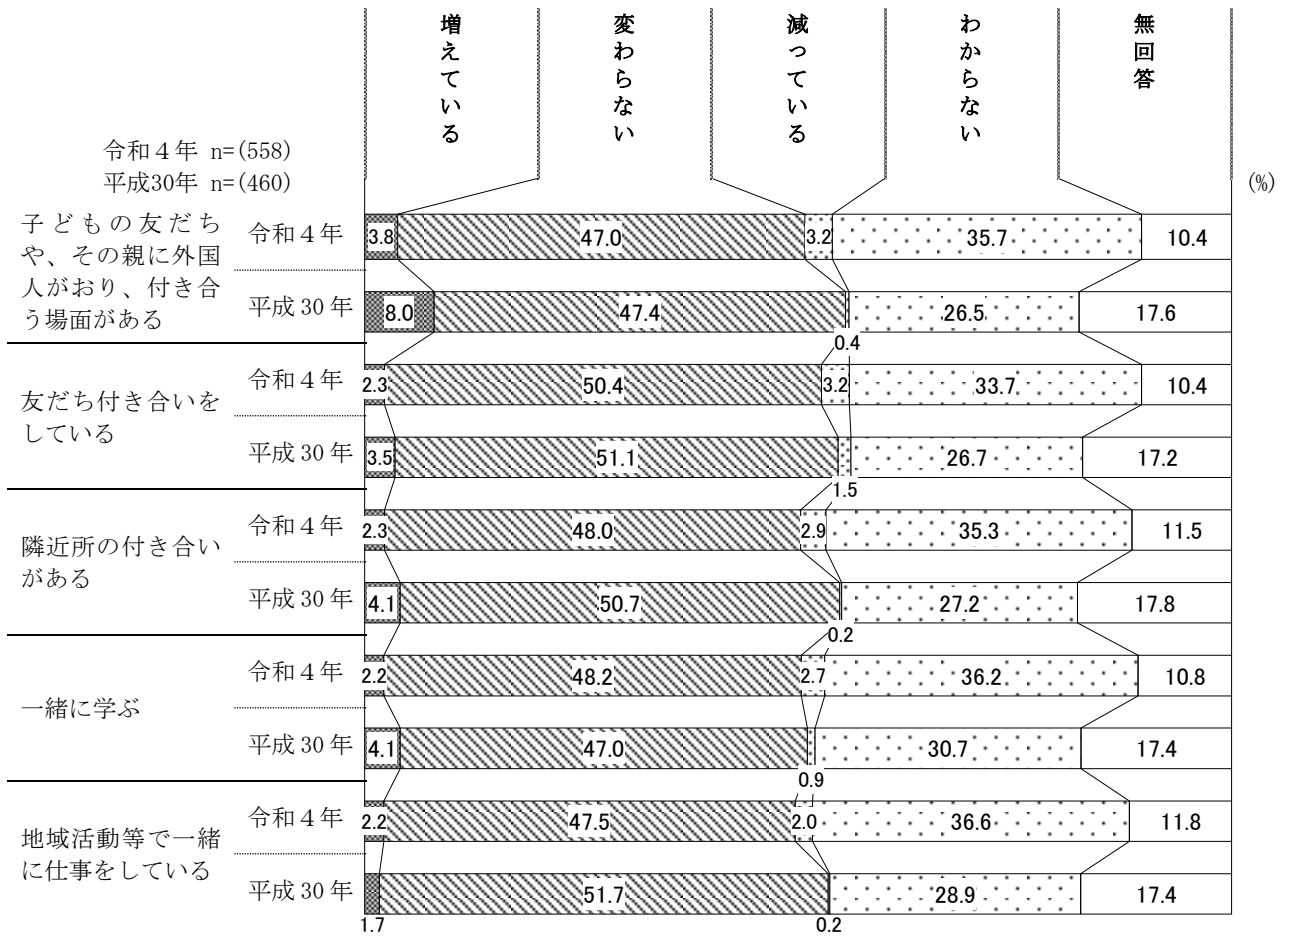 増えている
変わらない
減っている
わからない
無回答
令和４年 n=(558)
平成30年 n=(460)
(%)
子どもの友だち
や、その親に外国
人がおり、付き合
う場面がある
令和４年
3.8
47.0
3.2
35.7
10.4
平成 30 年
8.0
47.4
0.4
26.5
17.6
友だち付き合いを
している
令和４年
2.3
50.4
3.2
33.7
10.4
平成 30 年
3.5
51.1
1.5
26.7
17.2
隣近所の付き合い
がある
令和４年
2.3
48.0
2.9
35.3
11.5
平成 30 年
4.1
50.7
0.2
27.2
17.8
一緒に学ぶ
令和４年
2.2
48.2
2.7
36.2
10.8
平成 30 年
4.1
47.0
0.9
30.7
17.4
地域活動等で一緒
に仕事をしている
令和４年
2.2
47.5
2.0
36.6
11.8
平成 30 年
1.7
51.7
0.2
28.9
17.4